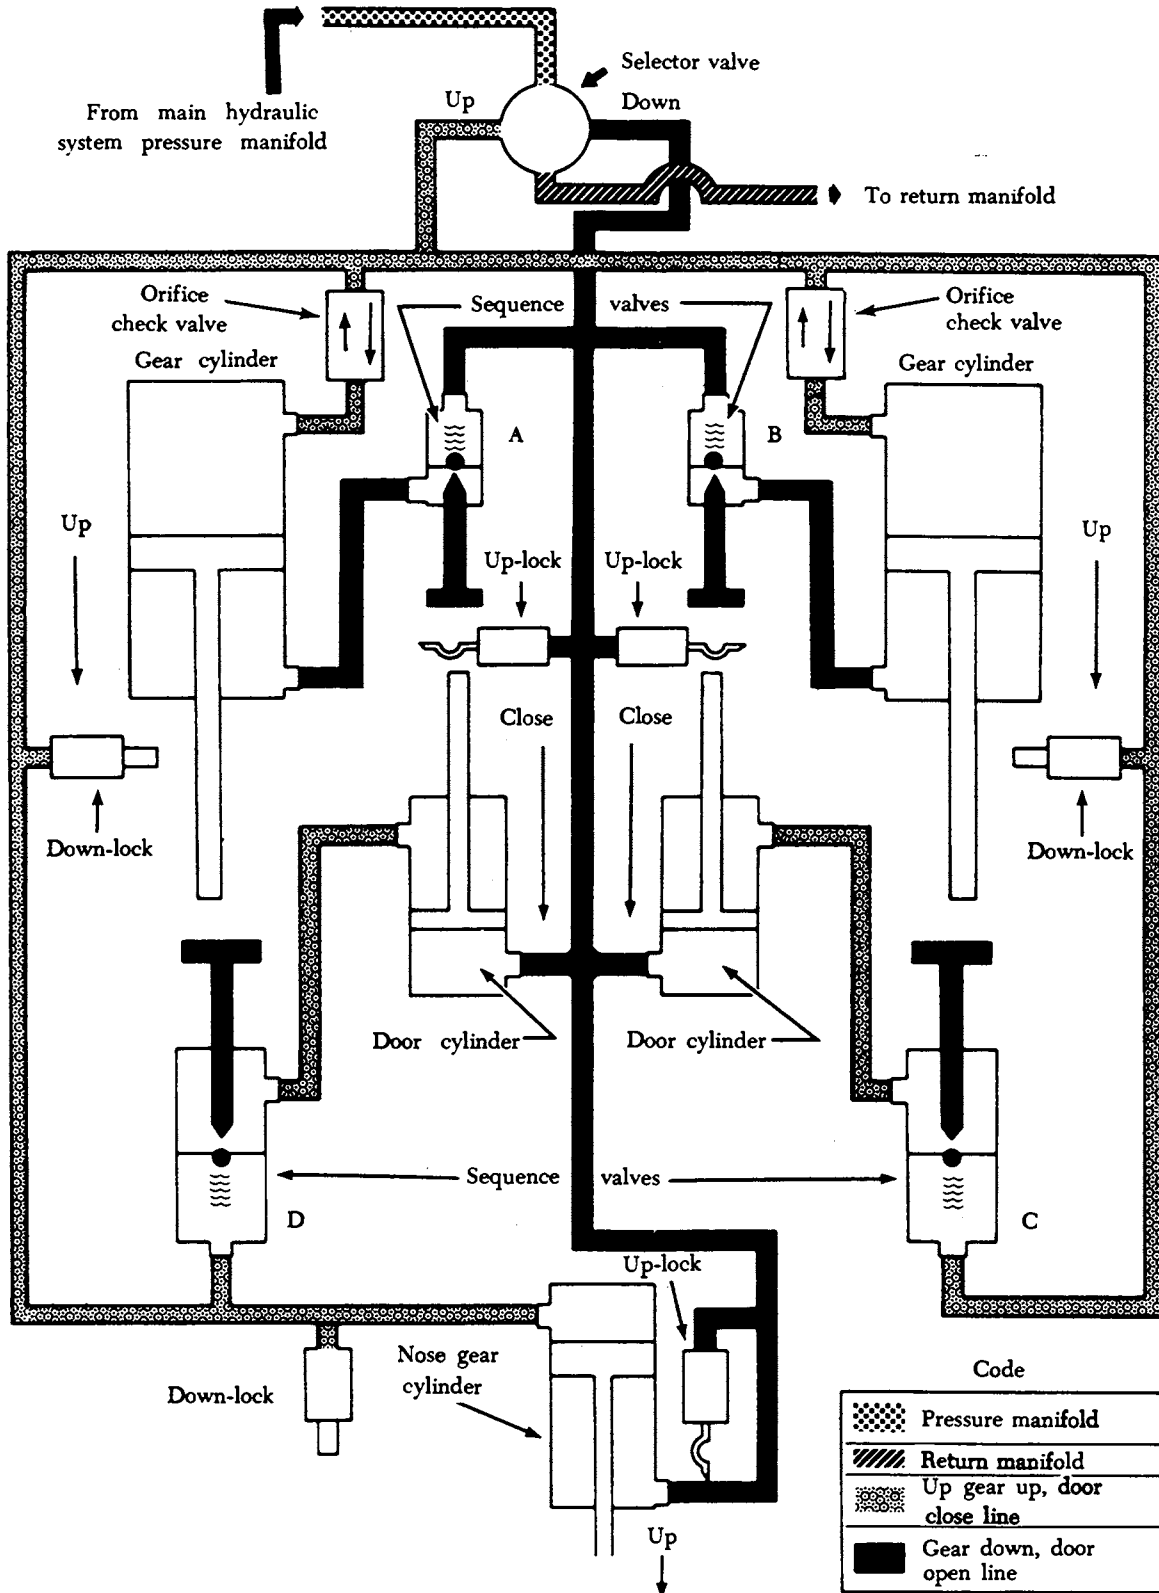 Selector valve
Up
Down
From main hydraulic
system pressure manifold
To return manifold
Orifice
check valve
Sequence valves
Orifice
check valve
Gear cylinder
Gear cylinder
A
B
Up
Up
Up-lock
Up-lock
Close
Close
Down-lock
Down-lock
Door cylinder
Door cylinder
Sequence valves
D
C
Up-lock
Nose gear
cylinder
Down-lock
Up
Code
Pressure manifold
Return manifold
Up gear up, door
close line
Gear down, door
open line